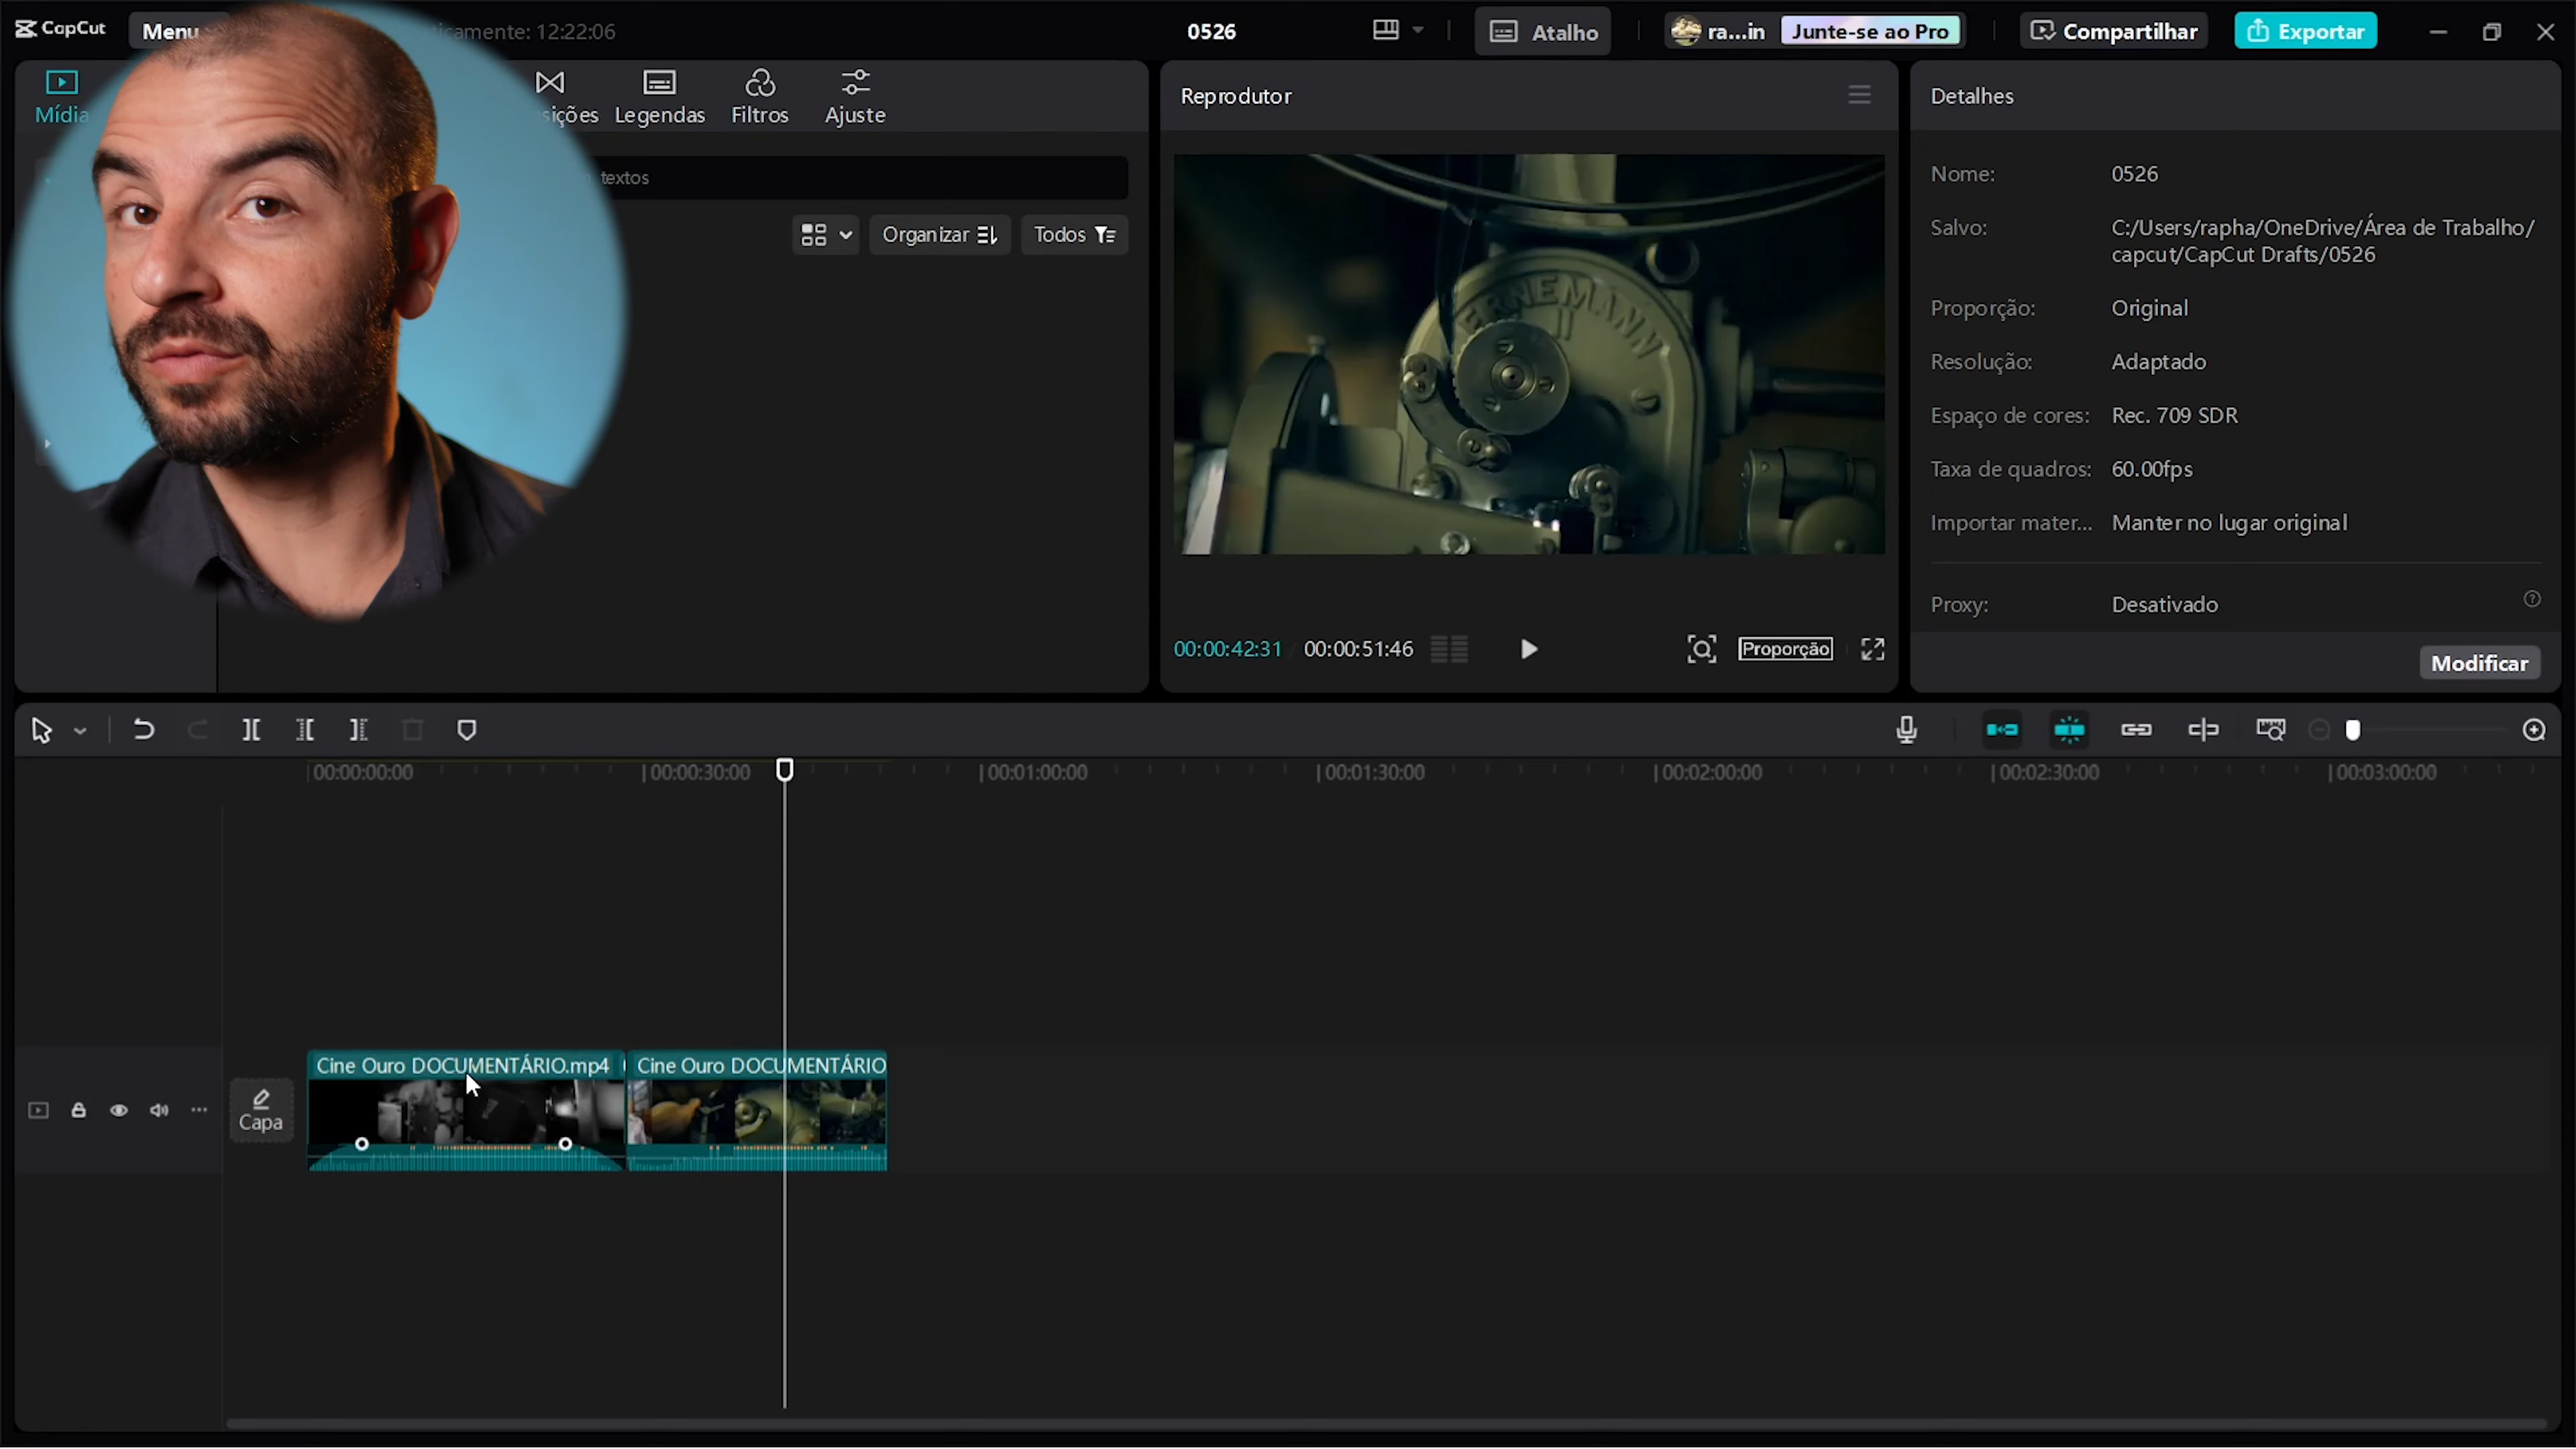 CapCut
Menu
ticamente: 12:22:06
0526
Atalho
ra...in
Junte-se ao Pro
Compartilhar
Exportar
Mídia
sições
Legendas
Filtros
Ajuste
textos
Organizar
Todos
Reprodutor
ERNEMANN
II
00:00:42:31
00:00:51:46
Proporção
Detalhes
Nome: 0526
Salvo: C:/Users/rapha/OneDrive/Área de Trabalho/
capcut/CapCut Drafts/0526
Proporção: Original
Resolução: Adaptado
Espaço de cores: Rec. 709 SDR
Taxa de quadros: 60.00fps
Importar mater... Manter no lugar original
Proxy: Desativado
Modificar
00:00:00:00
00:00:30:00
00:01:00:00
00:01:30:00
00:02:00:00
00:02:30:00
00:03:00:00
Capa
Cine Ouro DOCUMENTÁRIO.mp4
Cine Ouro DOCUMENTÁRIO